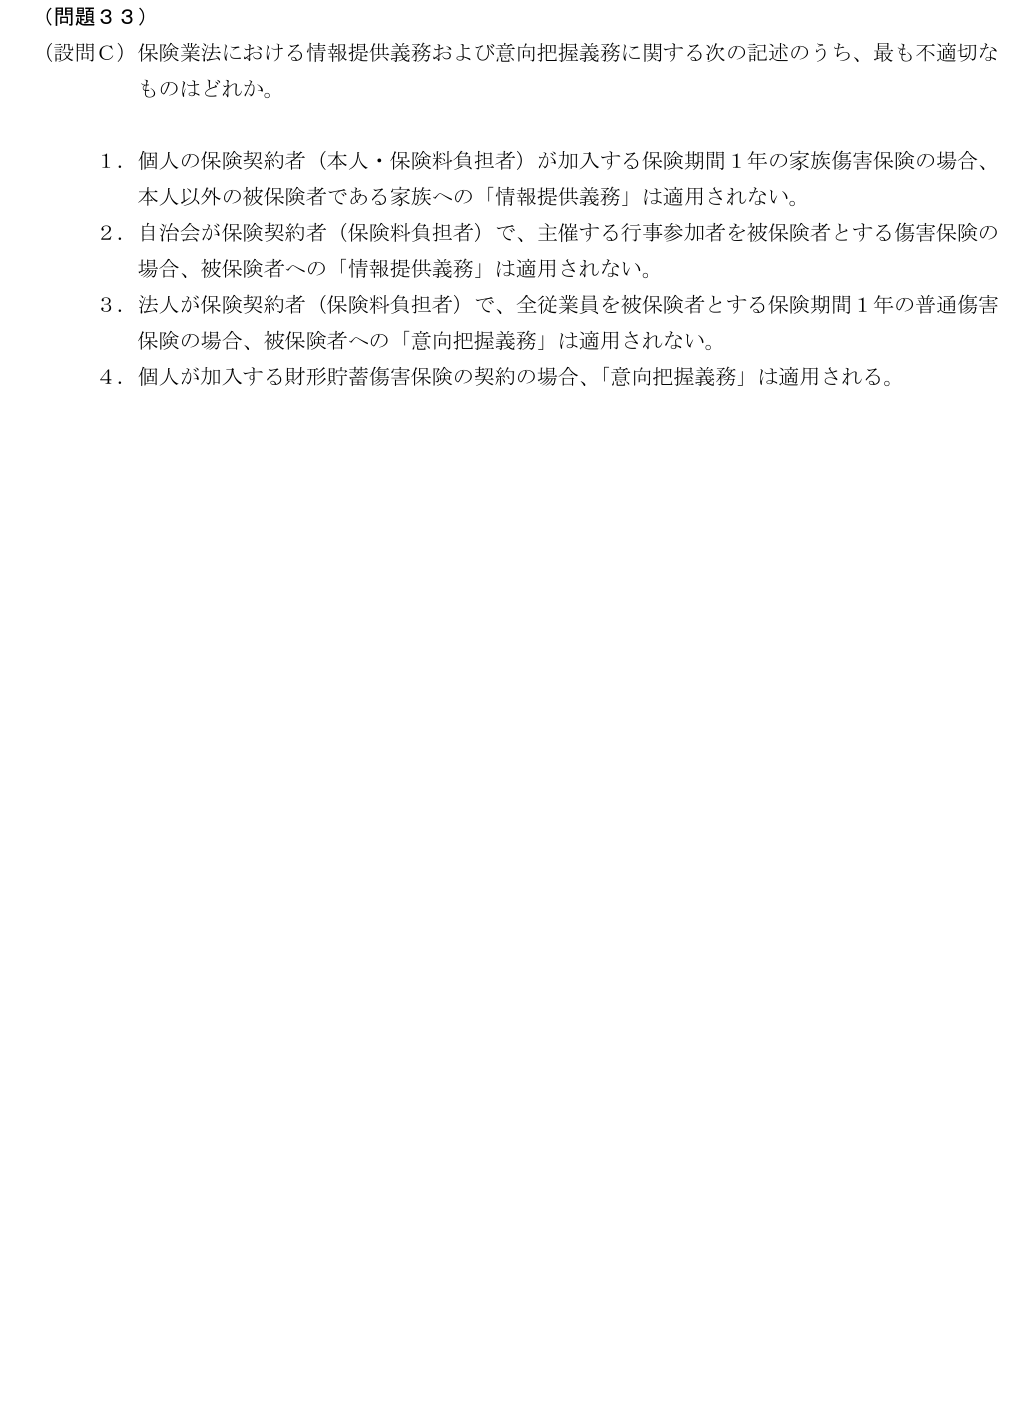 （問題３３）
（設問Ｃ）保険業法における情報提供義務および意向把握義務に関する次の記述のうち、最も不適切な
ものはどれか。
１．個人の保険契約者（本人・保険料負担者）が加入する保険期間１年の家族傷害保険の場合、
本人以外の被保険者である家族への「情報提供義務」は適用されない。
２．自治会が保険契約者（保険料負担者）で、主催する行事参加者を被保険者とする傷害保険の
場合、被保険者への「情報提供義務」は適用されない。
３．法人が保険契約者（保険料負担者）で、全従業員を被保険者とする保険期間１年の普通傷害
保険の場合、被保険者への「意向把握義務」は適用されない。
４．個人が加入する財形貯蓄傷害保険の契約の場合、「意向把握義務」は適用される。